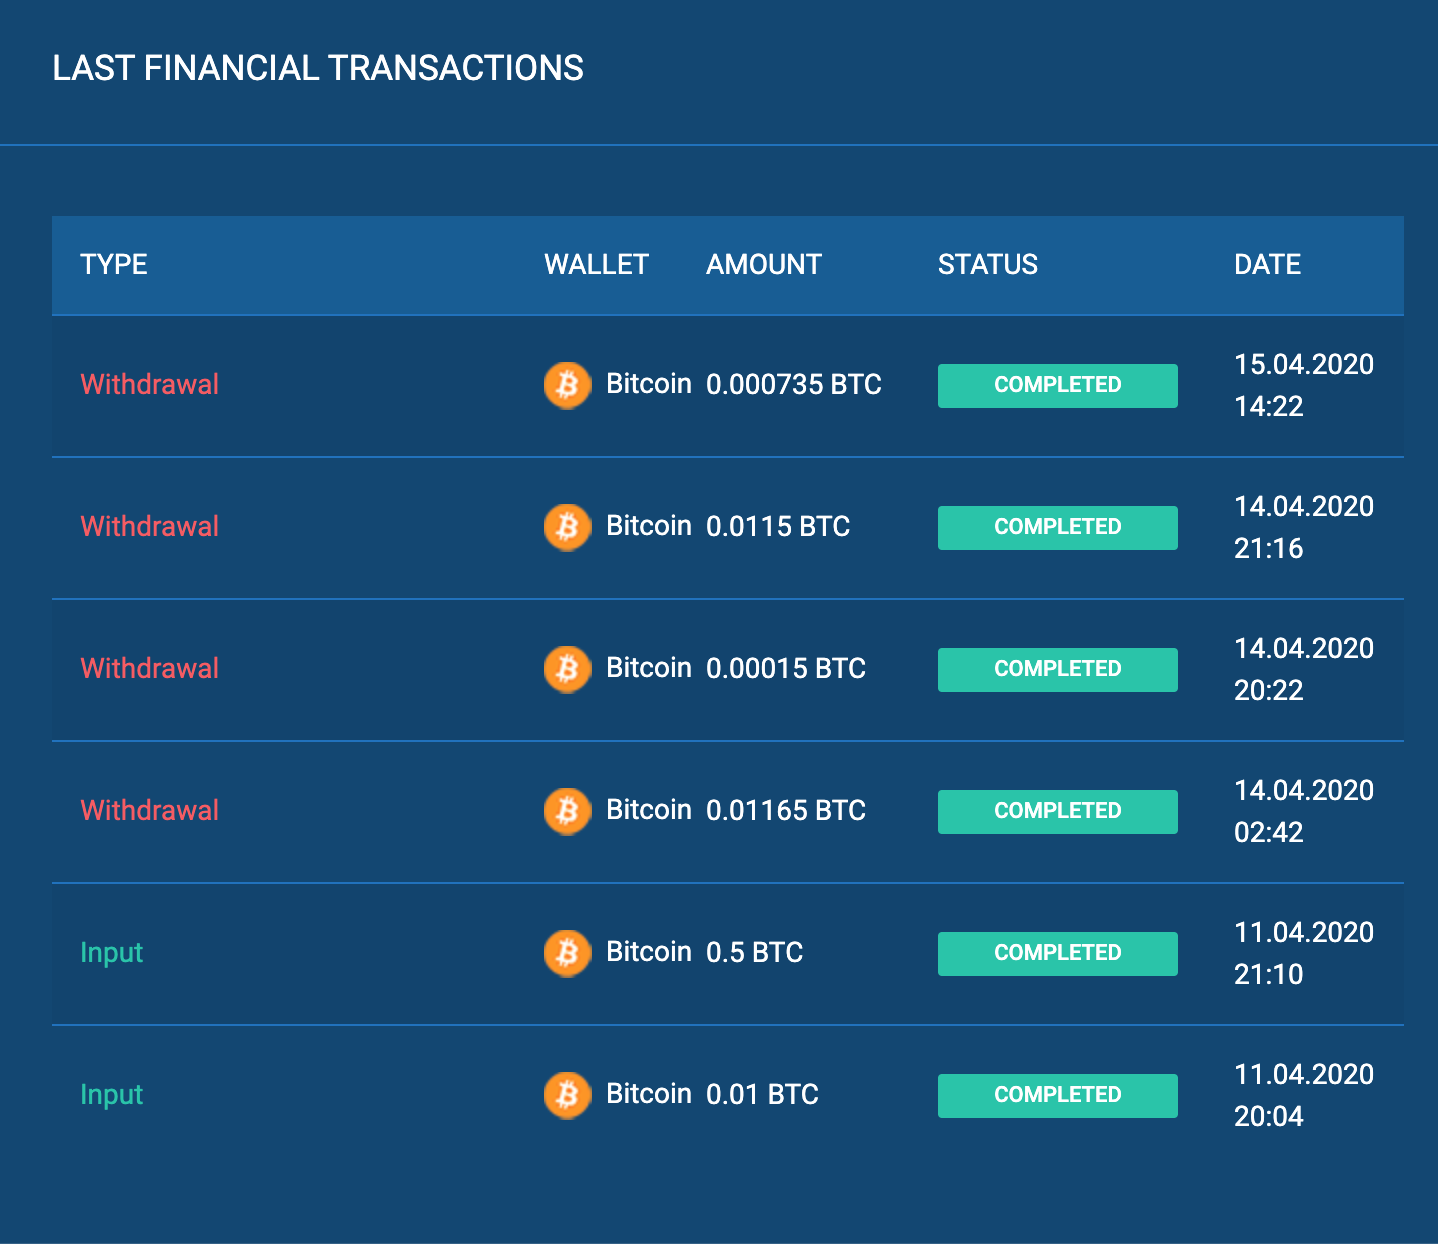 LAST FINANCIAL TRANSACTIONS
TYPE WALLET AMOUNT STATUS DATE
Withdrawal Bitcoin 0.000735 BTC COMPLETED 15.04.2020
14:22
Withdrawal Bitcoin 0.0115 BTC COMPLETED 14.04.2020
21:16
Withdrawal Bitcoin 0.00015 BTC COMPLETED 14.04.2020
20:22
Withdrawal Bitcoin 0.01165 BTC COMPLETED 14.04.2020
02:42
Input Bitcoin 0.5 BTC COMPLETED 11.04.2020
21:10
Input Bitcoin 0.01 BTC COMPLETED 11.04.2020
20:04